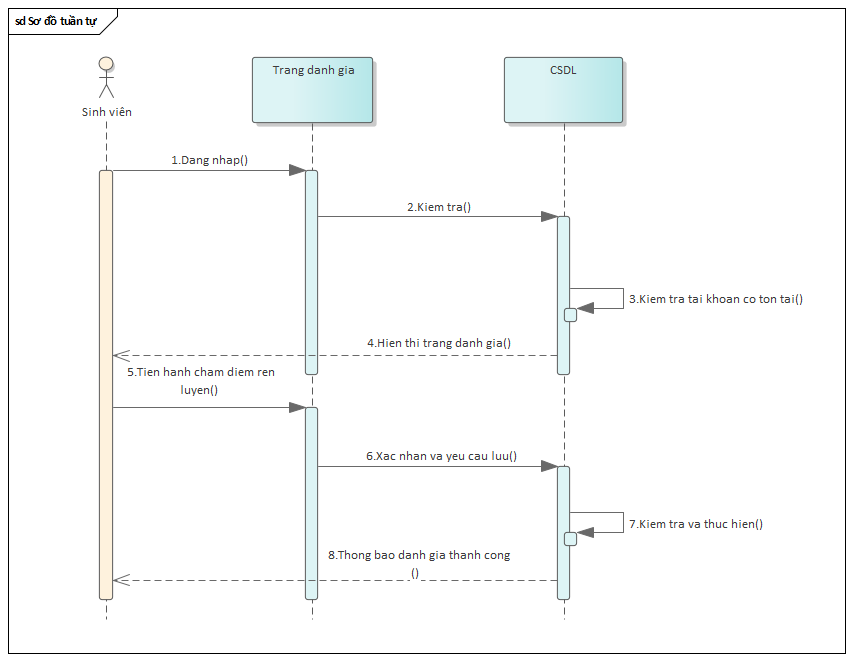 sd Sơ đồ tuần tự
Sinh viên
Trang danh gia
CSDL
1.Dang nhap()
2.Kiem tra()
3.Kiem tra tai khoan co ton tai()
4.Hien thi trang danh gia()
5.Tien hanh cham diem ren
luyen()
6.Xac nhan va yeu cau luu()
7.Kiem tra va thuc hien()
8.Thong bao danh gia thanh cong
()